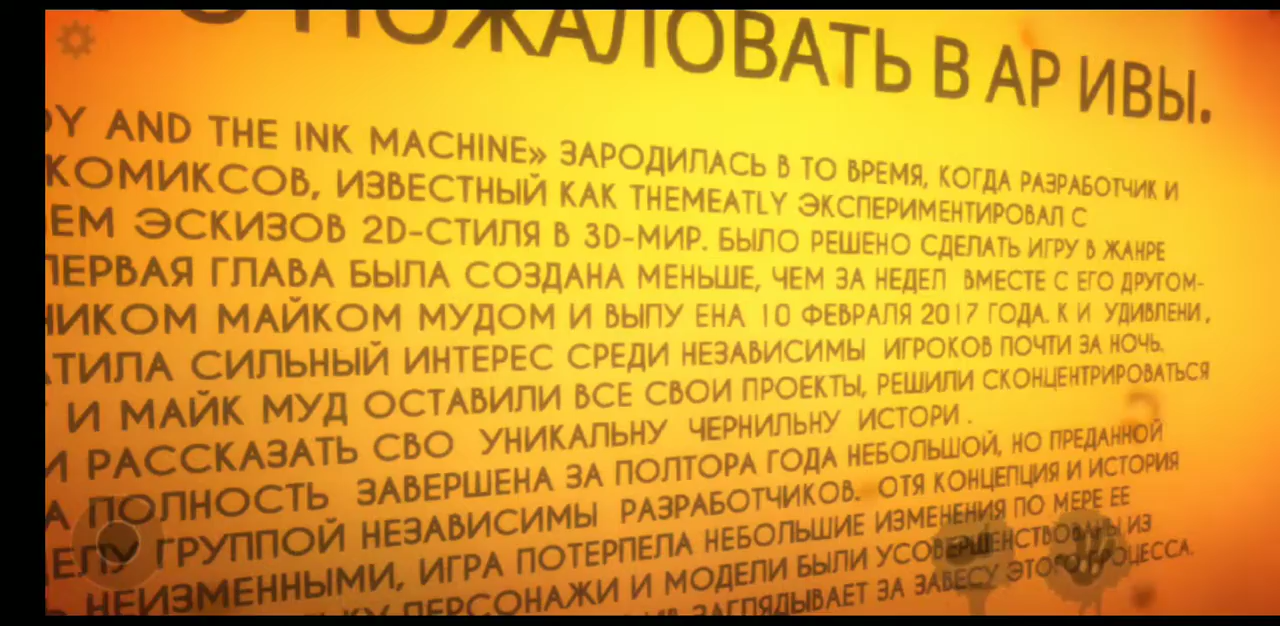 О ПОЖАЛОВАТЬ В АР ИВЫ.
Y AND THE INK MACHINE» ЗАРОДИЛАСЬ В ТО ВРЕМЯ, КОГДА РАЗРАБОТЧИК И
КОМИКСОВ, ИЗВЕСТНЫЙ КАК THEMEATLY ЭКСПЕРИМЕНТИРОВАЛ С
ЕМ ЭСКИЗОВ 2D-СТИЛЯ В 3D-МИР. БЫЛО РЕШЕНО СДЕЛАТЬ ИГРУ В ЖАНРЕ
ПЕРВАЯ ГЛАВА БЫЛА СОЗДАНА МЕНЬШЕ, ЧЕМ ЗА НЕДЕЛ ВМЕСТЕ С ЕГО ДРУГОМ-
ИКОМ МАЙКОМ МУДОМ И ВЫПУ ЕНА 10 ФЕВРАЛЯ 2017 ГОДА. К И УДИВЛЕНИ ,
ТИЛА СИЛЬНЫЙ ИНТЕРЕС СРЕДИ НЕЗАВИСИМЫ ИГРОКОВ ПОЧТИ ЗА НОЧЬ.
И МАЙК МУД ОСТАВИЛИ ВСЕ СВОИ ПРОЕКТЫ, РЕШИЛИ СКОНЦЕНТРИРОВАТЬСЯ
И РАССКАЗАТЬ СВО УНИКАЛЬНУ ЧЕРНИЛЬНУ ИСТОРИ .
А ПОЛНОСТЬ ЗАВЕРШЕНА ЗА ПОЛТОРА ГОДА НЕБОЛЬШОЙ, НО ПРЕДАННОЙ
ЕЛУ ГРУППОЙ НЕЗАВИСИМЫ РАЗРАБОТЧИКОВ. ОТЯ КОНЦЕПЦИЯ И ИСТОРИЯ
НЕИЗМЕННЫМИ, ИГРА ПОТЕРПЕЛА НЕБОЛЬШИЕ ИЗМЕНЕНИЯ ПО МЕРЕ ЕЕ
КУ ПЕРСОНАЖИ И МОДЕЛИ БЫЛИ УСОВЕРШЕНСТВОВАНЫ ИЗ
ЗАГЛЯДЫВАЕТ ЗА ЗАВЕСУ ЭТОГО ПРОЦЕССА.